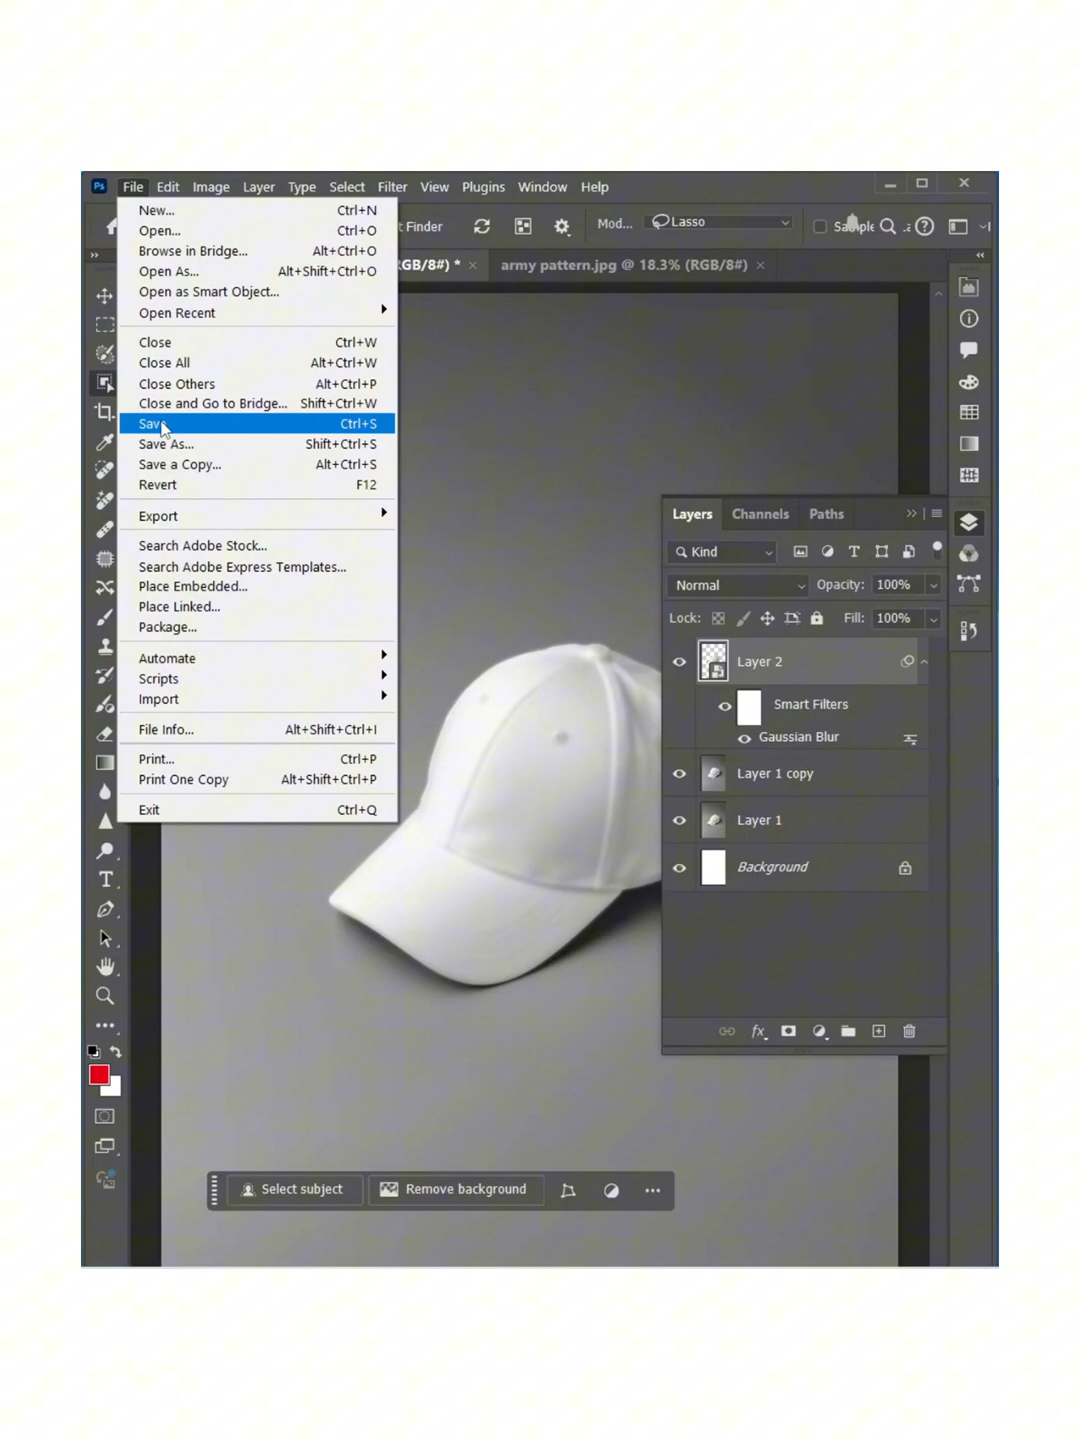 Ps File Edit Image Layer Type Select Filter View Plugins Window Help
New... Ctrl+N
Open... Ctrl+O
Browse in Bridge... Alt+Ctrl+O
Open As... Alt+Shift+Ctrl+O
Open as Smart Object...
Open Recent
Close Ctrl+W
Close All Alt+Ctrl+W
Close Others Alt+Ctrl+P
Close and Go to Bridge... Shift+Ctrl+W
Save Ctrl+S
Save As... Shift+Ctrl+S
Save a Copy... Alt+Ctrl+S
Revert F12
Export
Search Adobe Stock...
Search Adobe Express Templates...
Place Embedded...
Place Linked...
Package...
Automate
Scripts
Import
File Info... Alt+Shift+Ctrl+I
Print... Ctrl+P
Print One Copy Alt+Shift+Ctrl+P
Exit Ctrl+Q
t Finder Mod... Lasso
RGB/8#) * × army pattern.jpg @ 18.3% (RGB/8#) ×
Layers Channels Paths
Kind
Normal Opacity: 100%
Lock: Fill: 100%
Layer 2
Smart Filters
Gaussian Blur
Layer 1 copy
Layer 1
Background
fx
Select subject Remove background